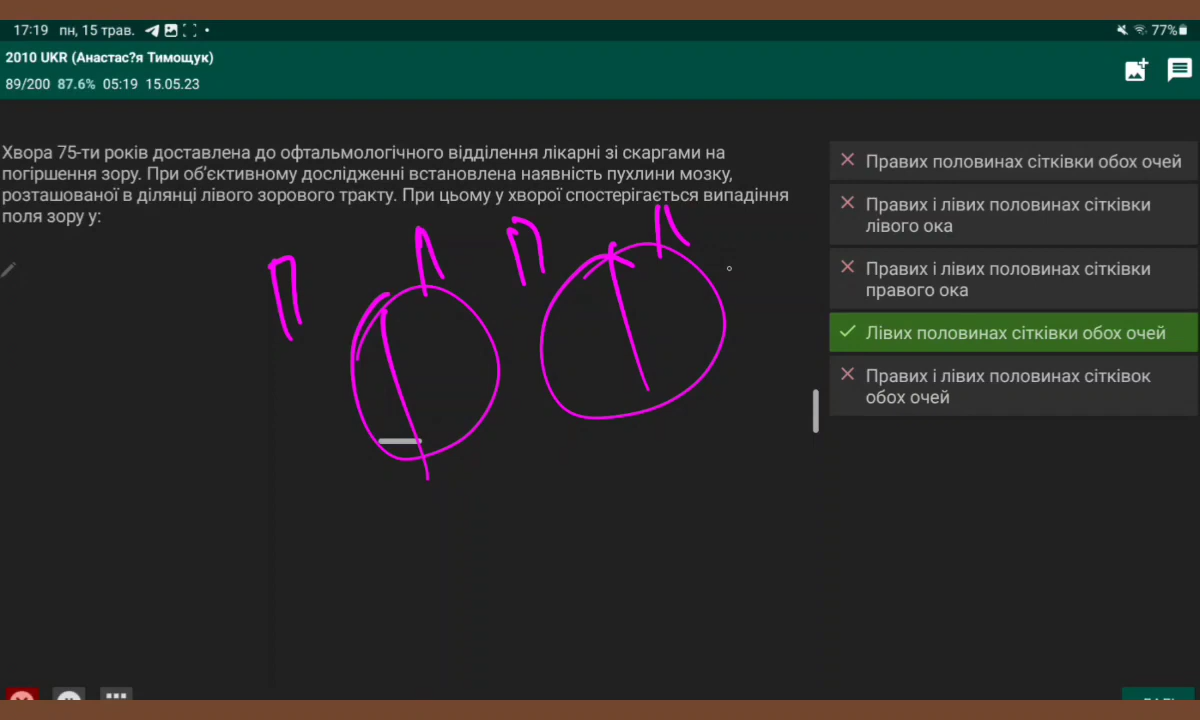 17:19 пн, 15 трав.
77%
2010 UKR (Анастас?я Тимощук)
89/200 87.6% 05:19 15.05.23
Хвора 75-ти років доставлена до офтальмологічного відділення лікарні зі скаргами на
погіршення зору. При об'єктивному дослідженні встановлена наявність пухлини мозку,
розташованої в ділянці лівого зорового тракту. При цьому у хворої спостерігається випадіння
поля зору у:
Правих половинах сітківки обох очей
Правих і лівих половинах сітківки
лівого ока
Правих і лівих половинах сітківки
правого ока
Лівих половинах сітківки обох очей
Правих і лівих половинах сітківок
обох очей
П Л П Л